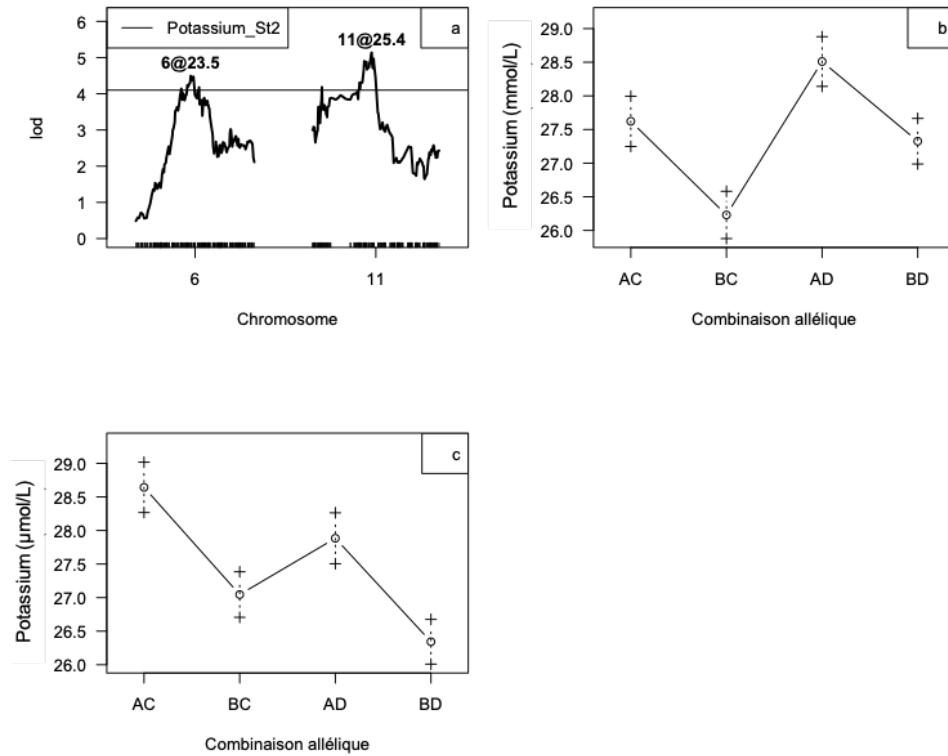 Potassium_St2
a
6@23.5
11@25.4
lod
6
5
4
3
2
1
0
6 11
Chromosome
b
Potassium (mmol/L)
29.0
28.5
28.0
27.5
27.0
26.5
26.0
AC BC AD BD
Combinaison allélique
c
Potassium (µmol/L)
29.0
28.5
28.0
27.5
27.0
26.5
26.0
AC BC AD BD
Combinaison allélique